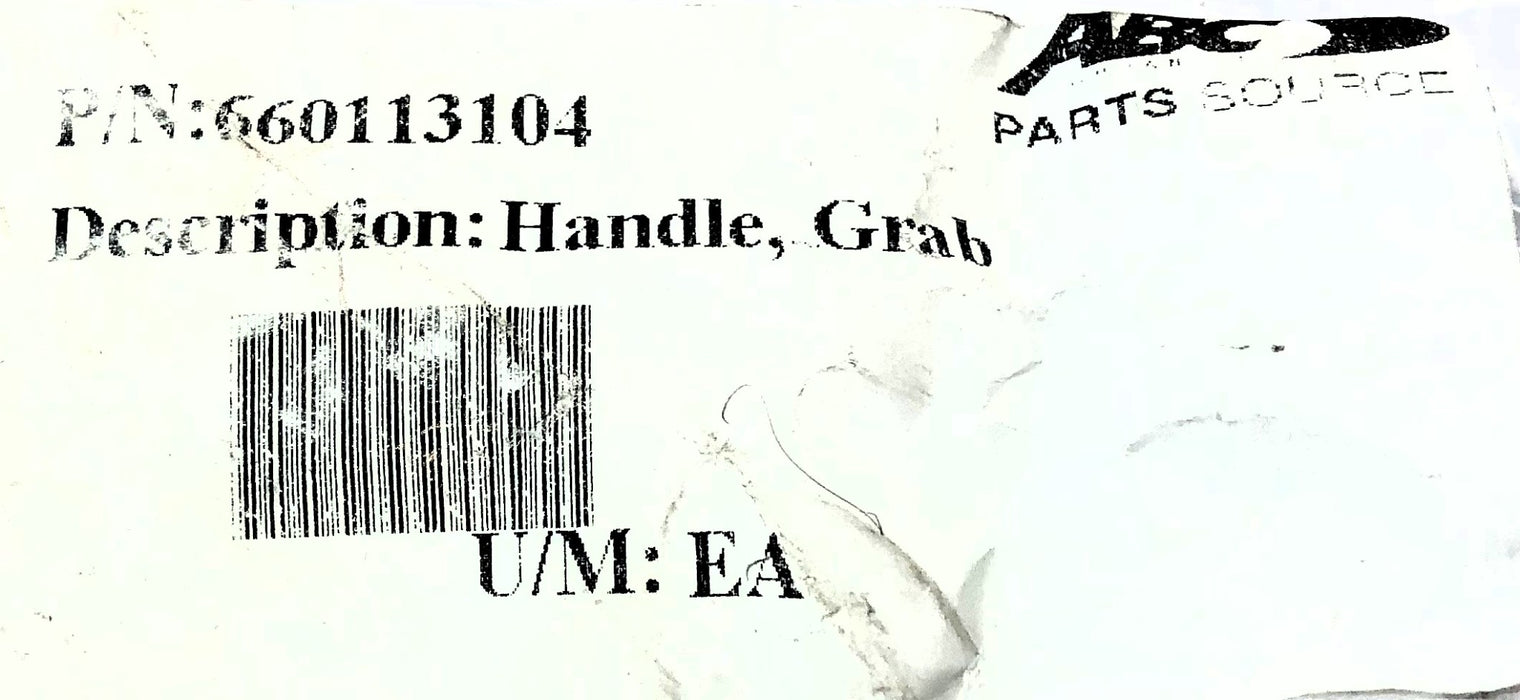 ABC
PARTS SOURCE
P/N:660113104
Description: Handle, Grab
U/M: EA